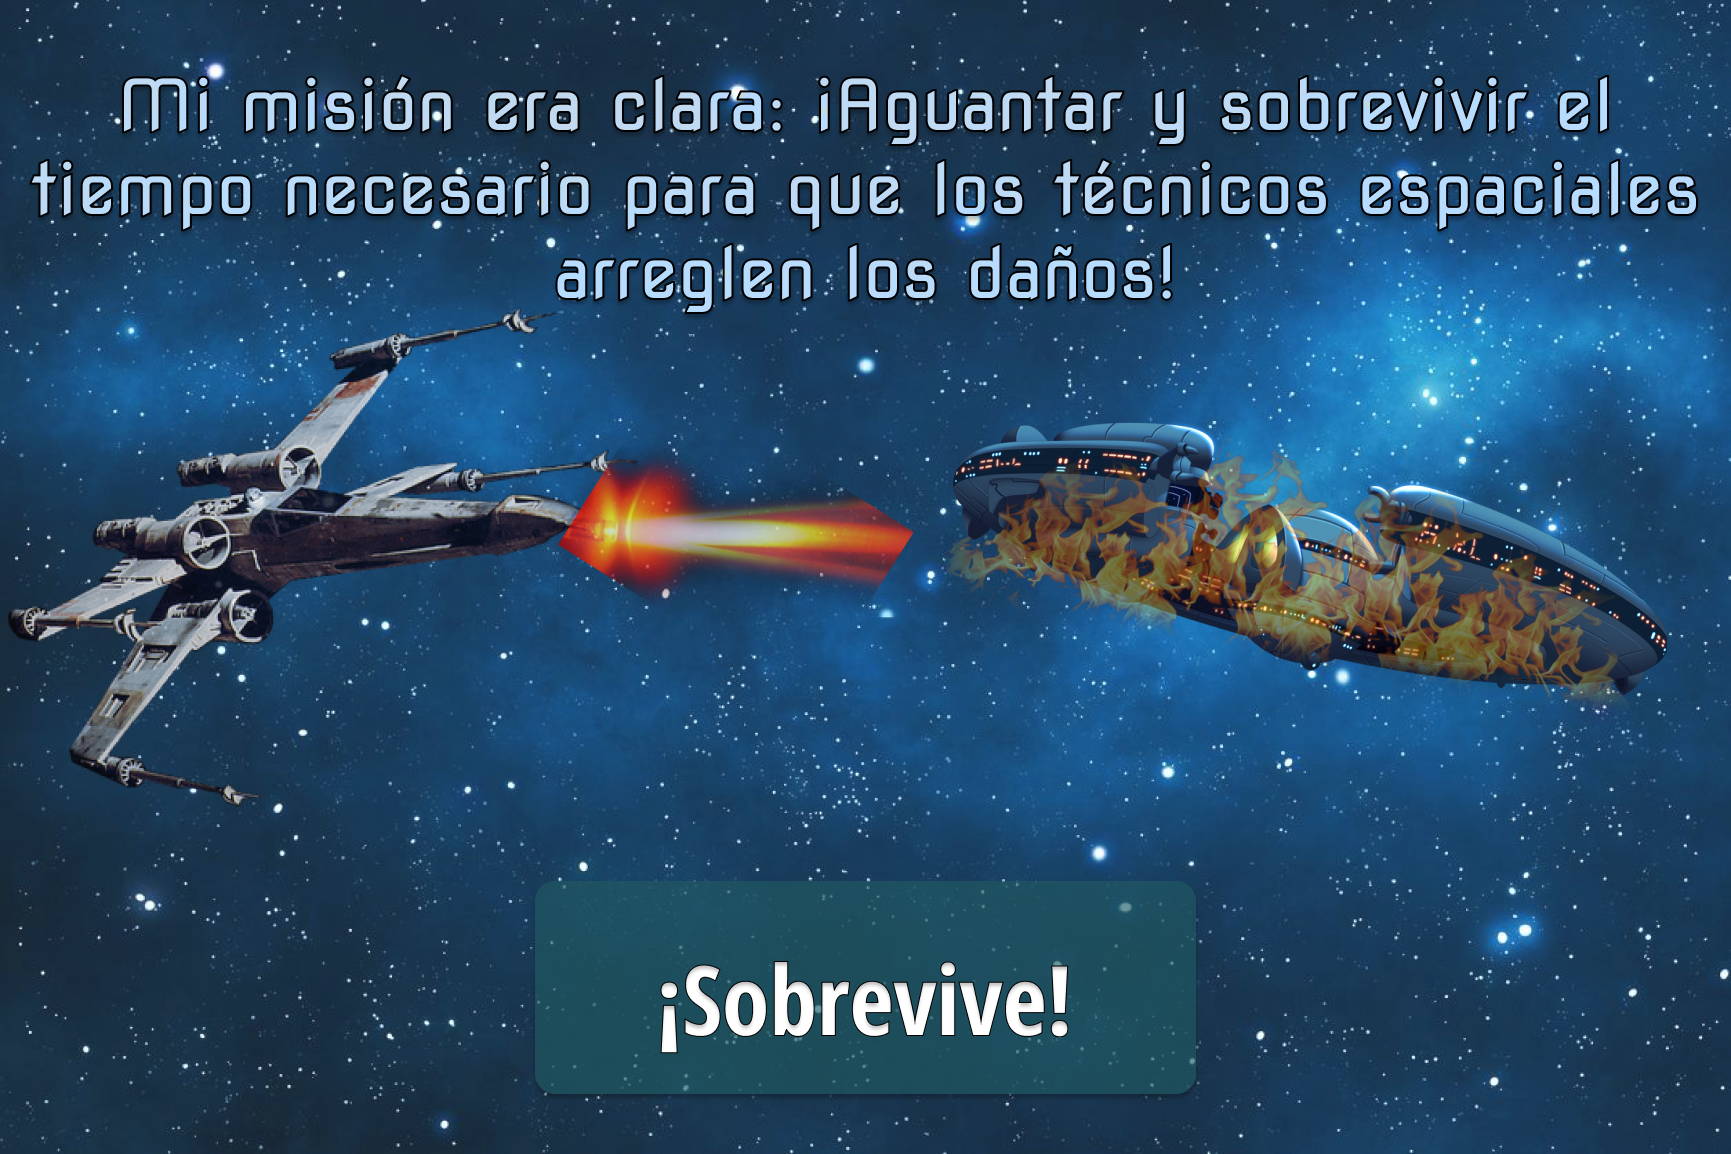 Mi misión era clara: ¡Aguantar y sobrevivir el
tiempo necesario para que los técnicos espaciales
arreglen los daños!
¡Sobrevive!